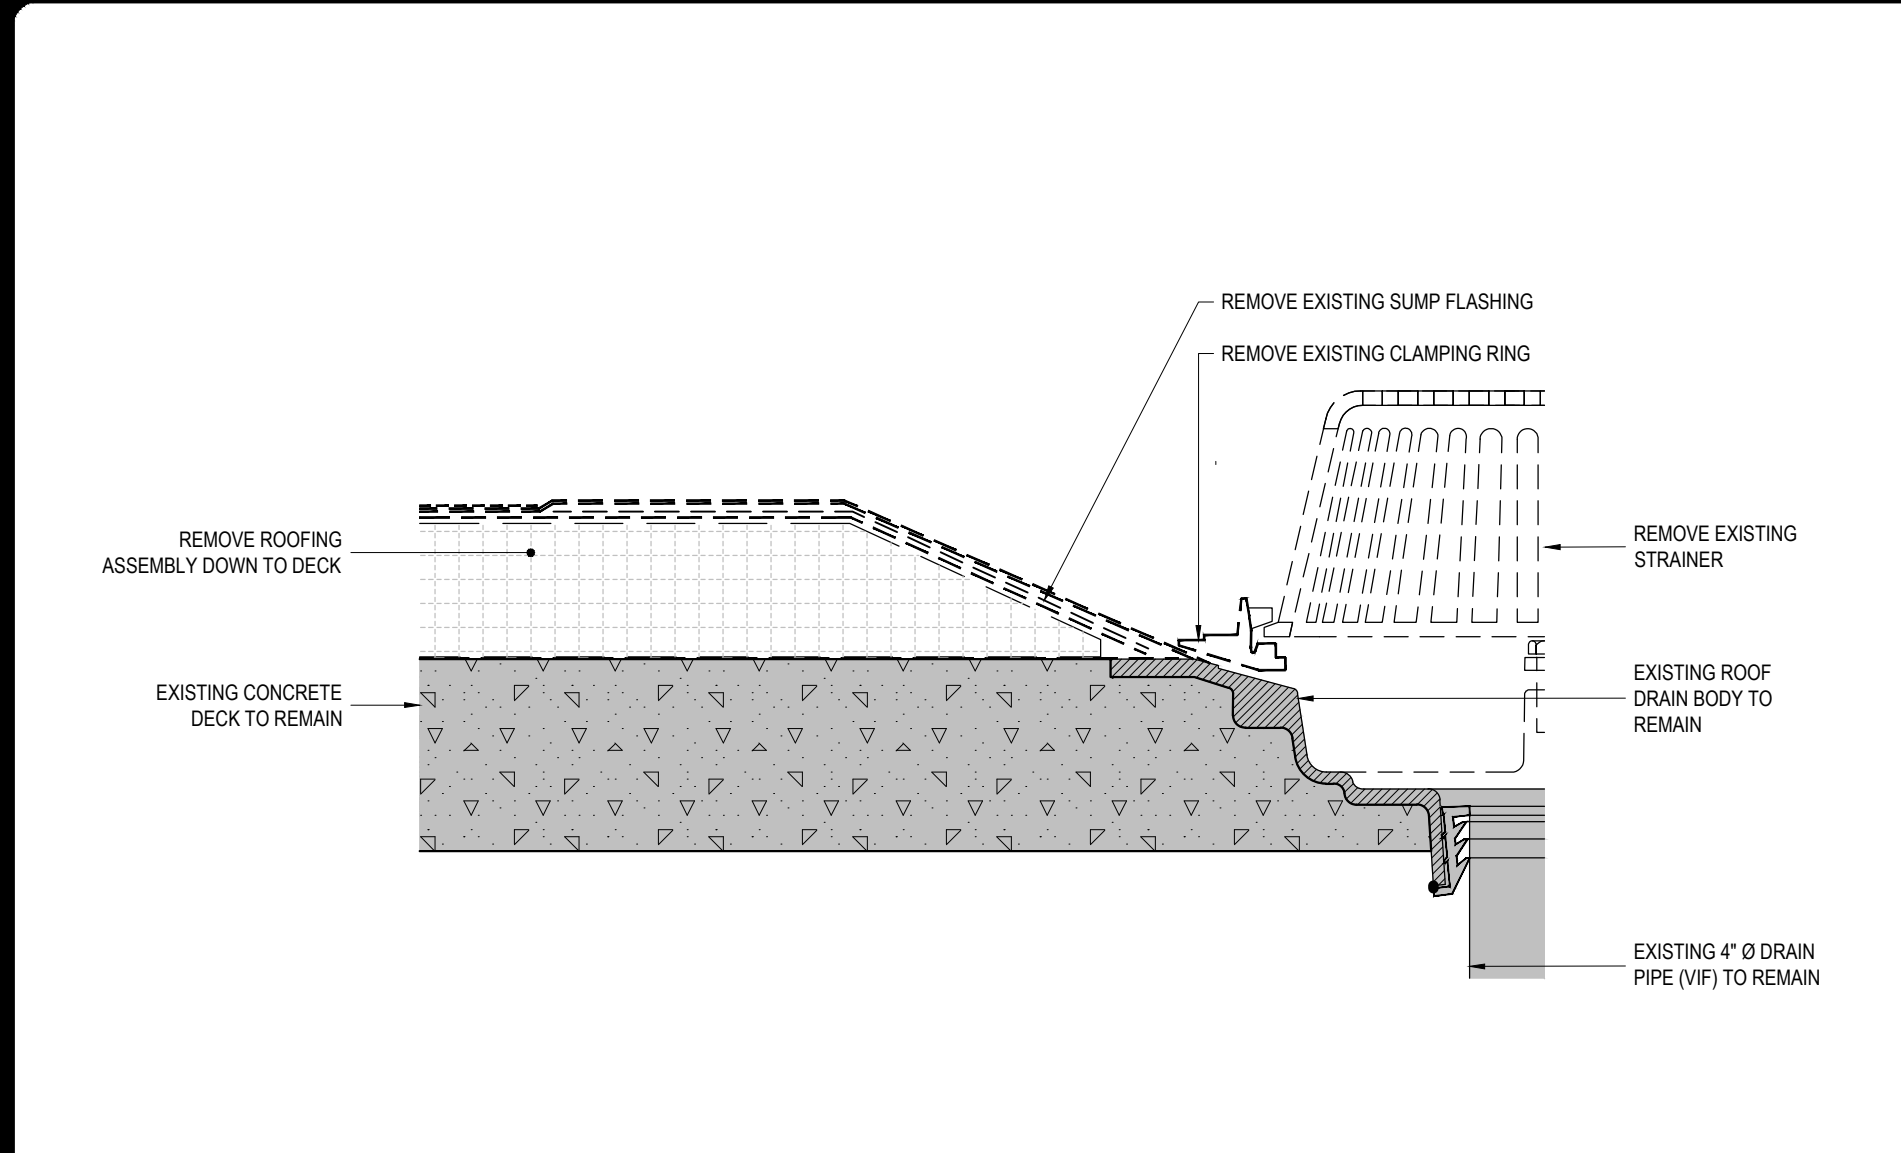 REMOVE EXISTING SUMP FLASHING
REMOVE EXISTING CLAMPING RING
REMOVE ROOFING
ASSEMBLY DOWN TO DECK
REMOVE EXISTING
STRAINER
EXISTING CONCRETE
DECK TO REMAIN
EXISTING ROOF
DRAIN BODY TO
REMAIN
EXISTING 4" Ø DRAIN
PIPE (VIF) TO REMAIN